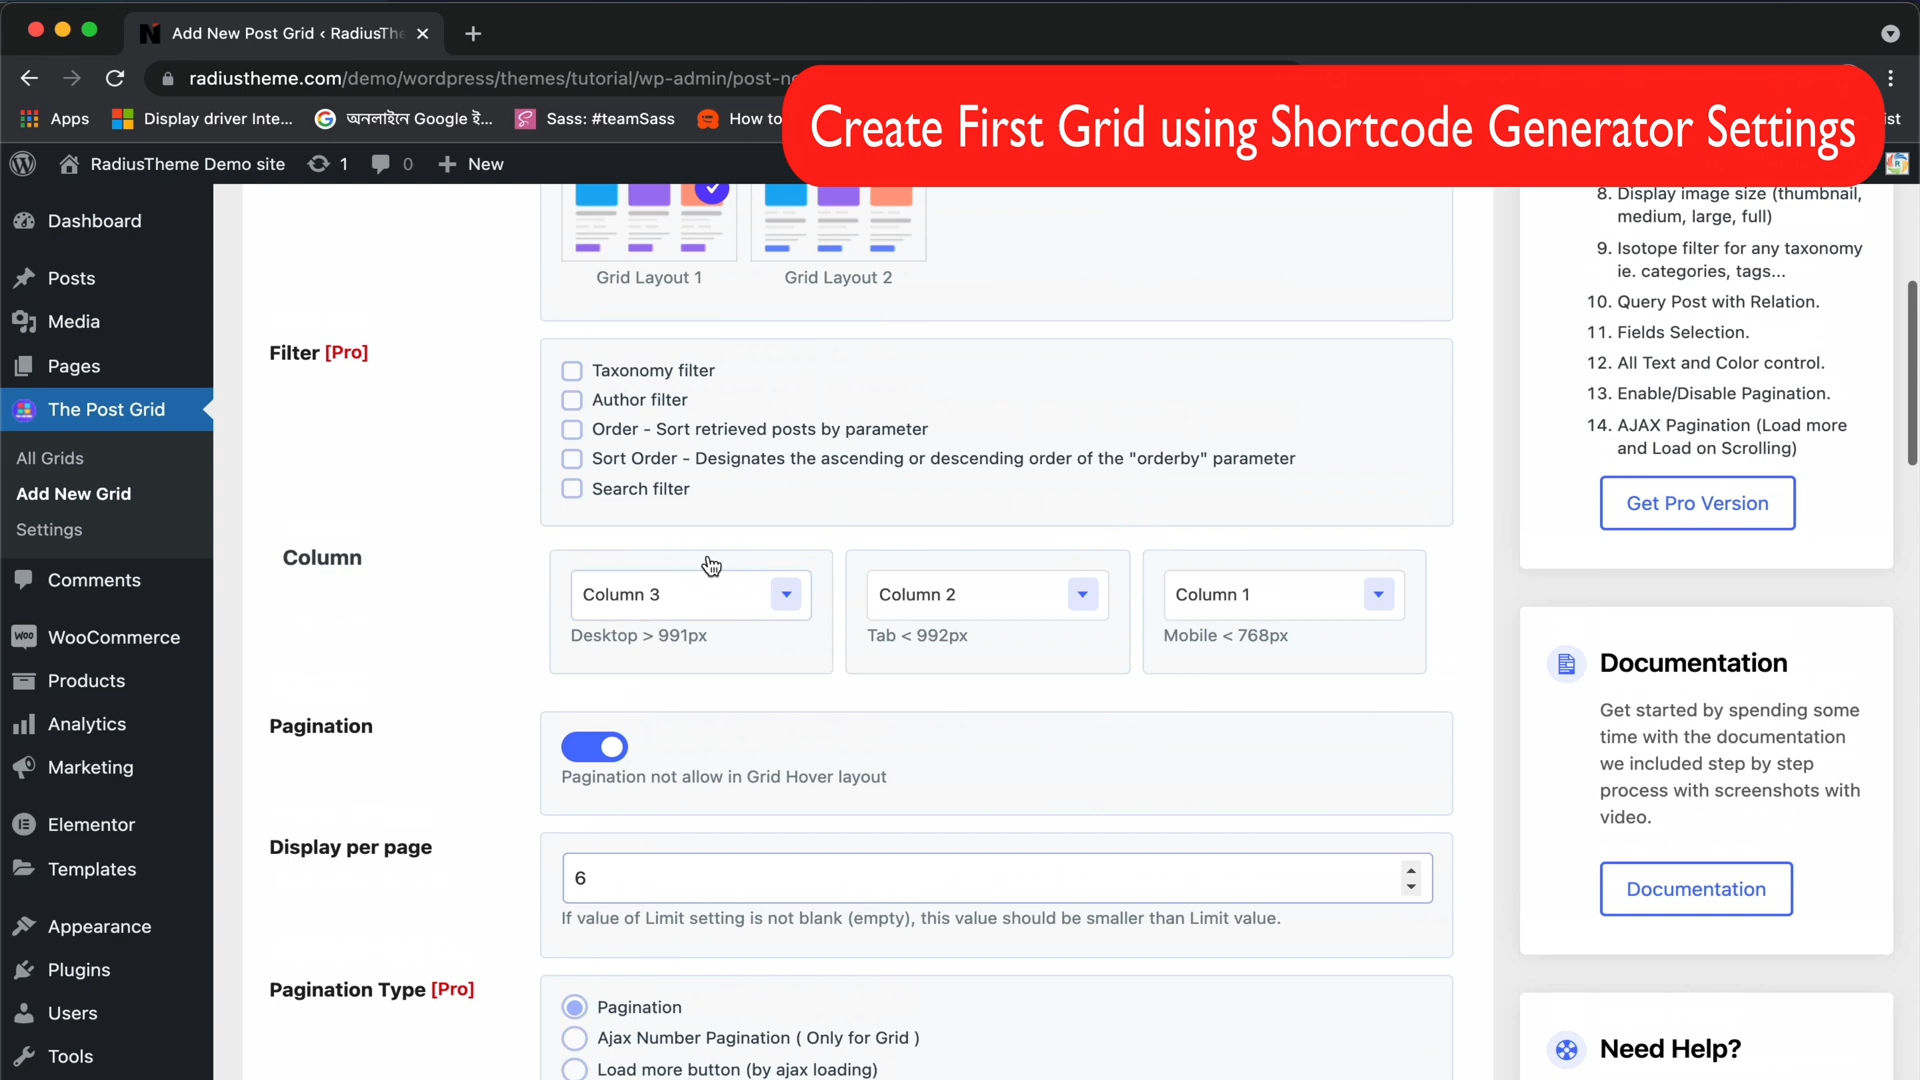 Add New Post Grid ‹ RadiusThe
radiustheme.com/demo/wordpress/themes/tutorial/wp-admin/post-ne
Create First Grid using Shortcode Generator Settings
Apps
Display driver Inte...
অনলাইনে Google ই...
Sass: #teamSass
How to
ist
RadiusTheme Demo site
1
0
New
Dashboard
Posts
Media
Pages
The Post Grid
All Grids
Add New Grid
Settings
Comments
WooCommerce
Products
Analytics
Marketing
Elementor
Templates
Appearance
Plugins
Users
Tools
Grid Layout 1
Grid Layout 2
Filter [Pro]
Taxonomy filter
Author filter
Order - Sort retrieved posts by parameter
Sort Order - Designates the ascending or descending order of the "orderby" parameter
Search filter
Column
Column 3
Desktop > 991px
Column 2
Tab < 992px
Column 1
Mobile < 768px
Pagination
Pagination not allow in Grid Hover layout
Display per page
6
If value of Limit setting is not blank (empty), this value should be smaller than Limit value.
Pagination Type [Pro]
Pagination
Ajax Number Pagination ( Only for Grid )
Load more button (by ajax loading)
8. Display image size (thumbnail,
medium, large, full)
9. Isotope filter for any taxonomy
ie. categories, tags...
10. Query Post with Relation.
11. Fields Selection.
12. All Text and Color control.
13. Enable/Disable Pagination.
14. AJAX Pagination (Load more
and Load on Scrolling)
Get Pro Version
Documentation
Get started by spending some
time with the documentation
we included step by step
process with screenshots with
video.
Documentation
Need Help?